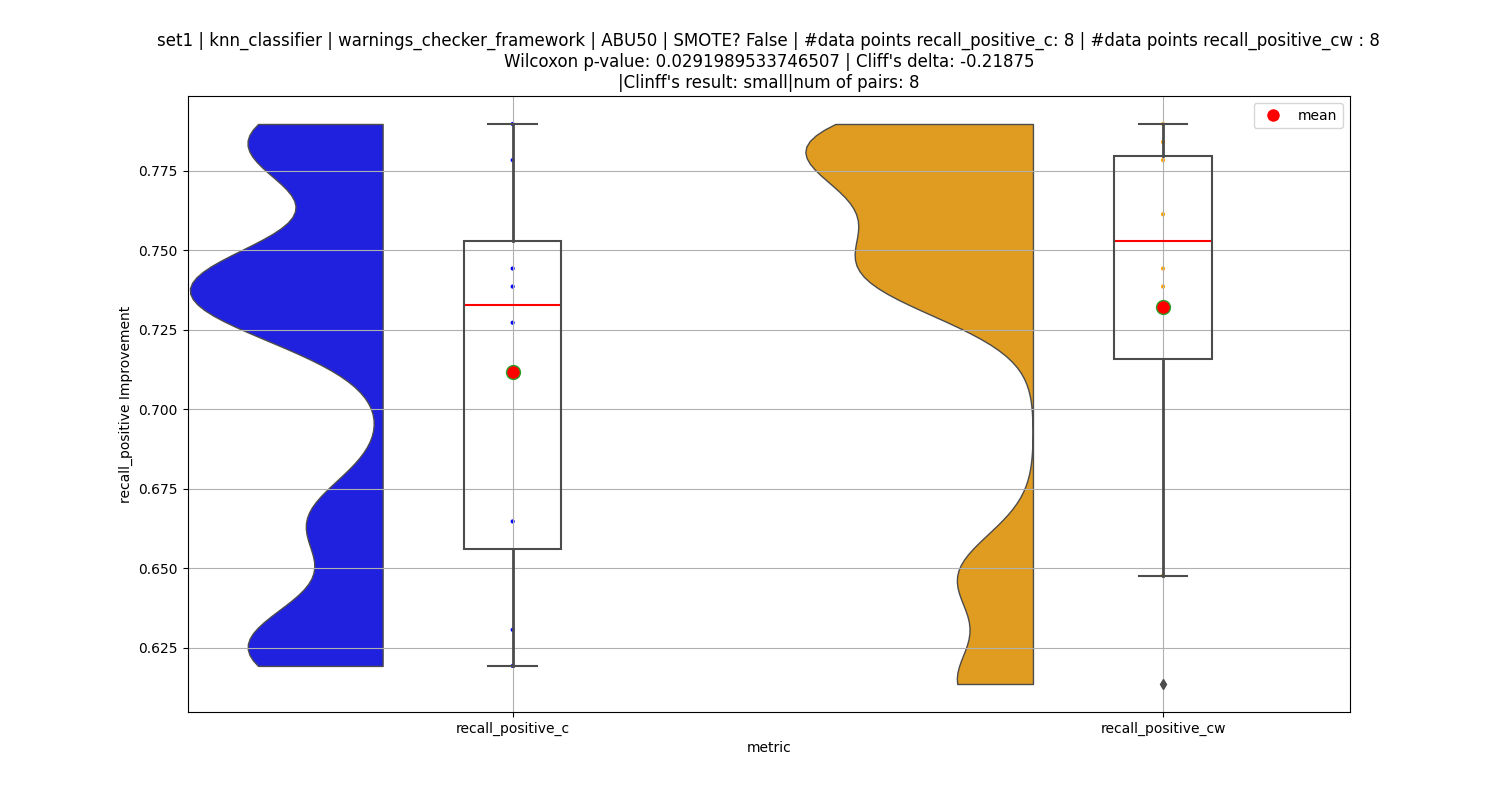 set1 | knn_classifier | warnings_checker_framework | ABU50 | SMOTE? False | #data points recall_positive_c: 8 | #data points recall_positive_cw : 8
Wilcoxon p-value: 0.0291989533746507 | Cliff's delta: -0.21875
|Clinff's result: small|num of pairs: 8
mean
0.775
0.750
0.725
0.700
0.675
0.650
0.625
recall_positive Improvement
recall_positive_c
recall_positive_cw
metric